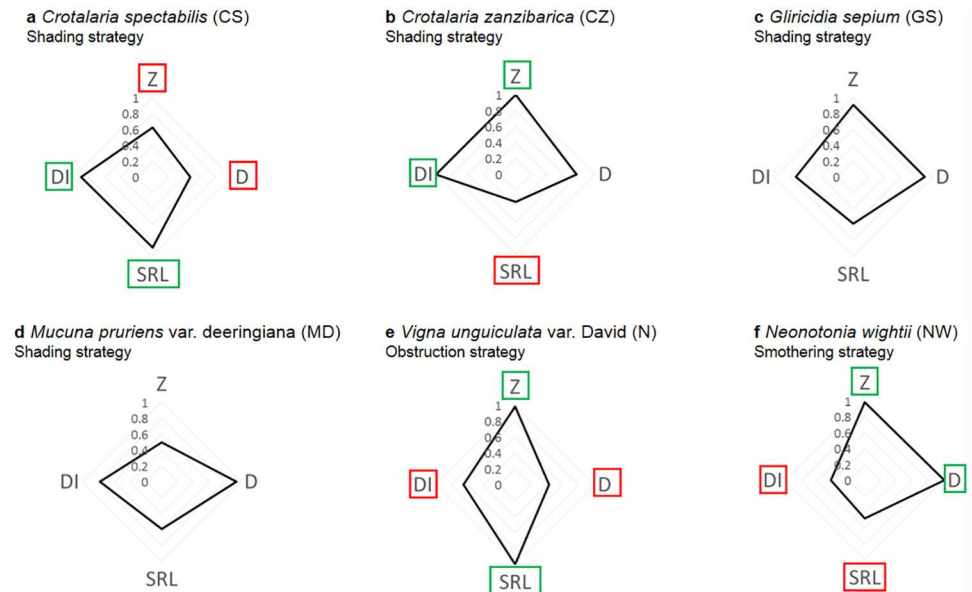 a Crotalaria spectabilis (CS)
Shading strategy
Z
1
0.8
0.6
0.4
0.2
0
DI
D
SRL
b Crotalaria zanzibarica (CZ)
Shading strategy
Z
1
0.8
0.6
0.4
0.2
0
DI
D
SRL
c Gliricidia sepium (GS)
Shading strategy
Z
1
0.8
0.6
0.4
0.2
0
DI
D
SRL
d Mucuna pruriens var. deeringiana (MD)
Shading strategy
Z
1
0.8
0.6
0.4
0.2
0
DI
D
SRL
e Vigna unguiculata var. David (N)
Obstruction strategy
Z
1
0.8
0.6
0.4
0.2
0
DI
D
SRL
f Neonotonia wightii (NW)
Smothering strategy
Z
1
0.8
0.6
0.4
0.2
0
DI
D
SRL